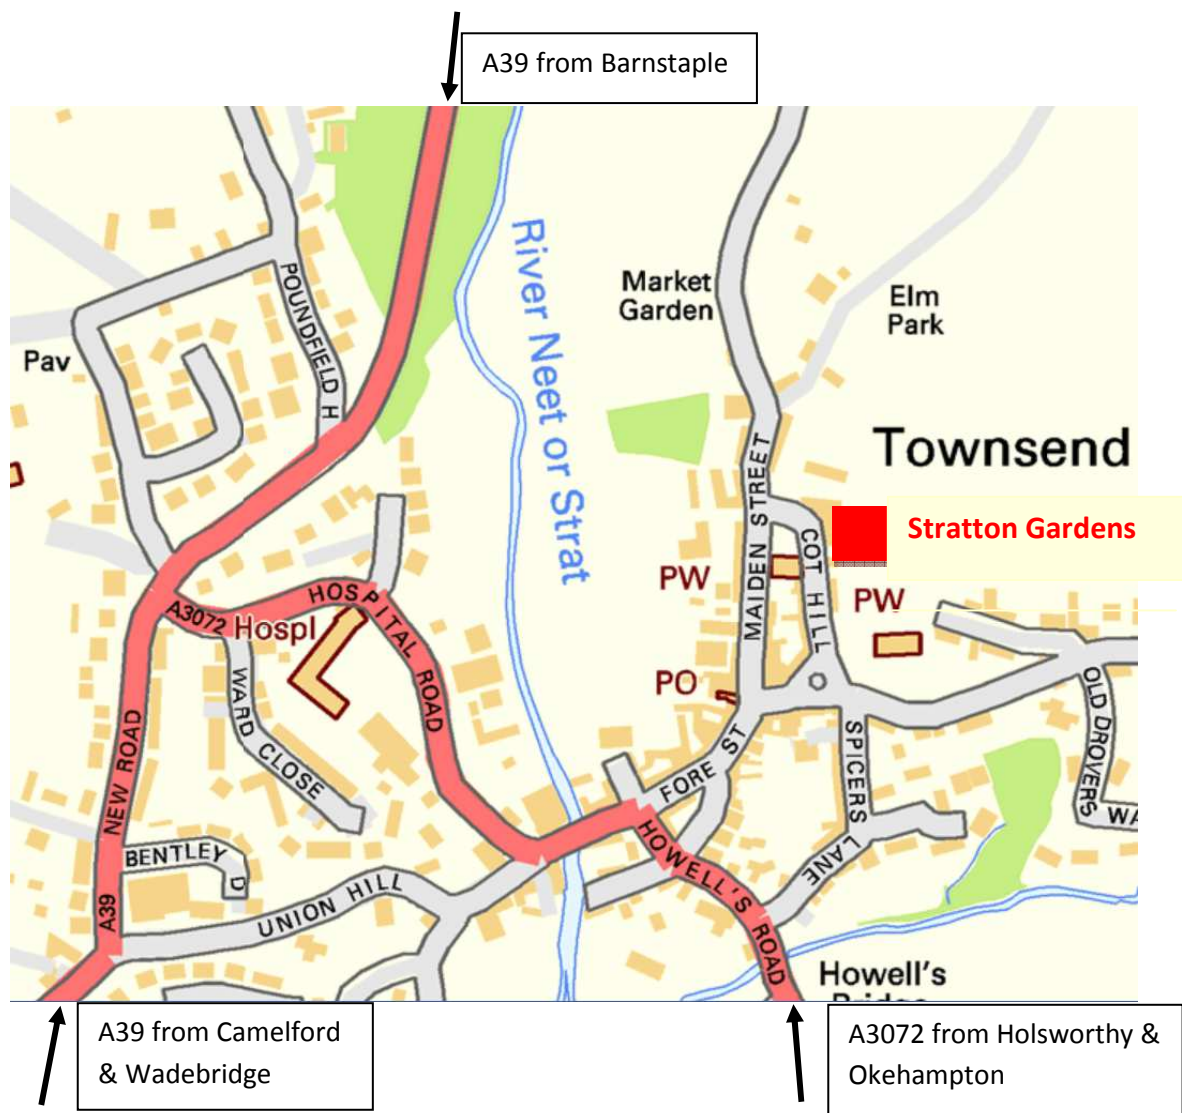 A39 from Barnstaple
River Neet or Strat
POUNDFIELD H
Market
Garden
Elm
Park
Pav
Townsend
Stratton Gardens
MAIDEN STREET
COT HILL
PW
PW
A3072
HOSPITAL ROAD
Hospl
WARD CLOSE
PO
NEW ROAD
OLD DROVERS
WA
SPICERS
LANE
FORE ST
HOWELL'S ROAD
BENTLEY
D
UNION HILL
A39
Howell's
Bridge
A39 from Camelford
& Wadebridge
A3072 from Holsworthy &
Okehampton